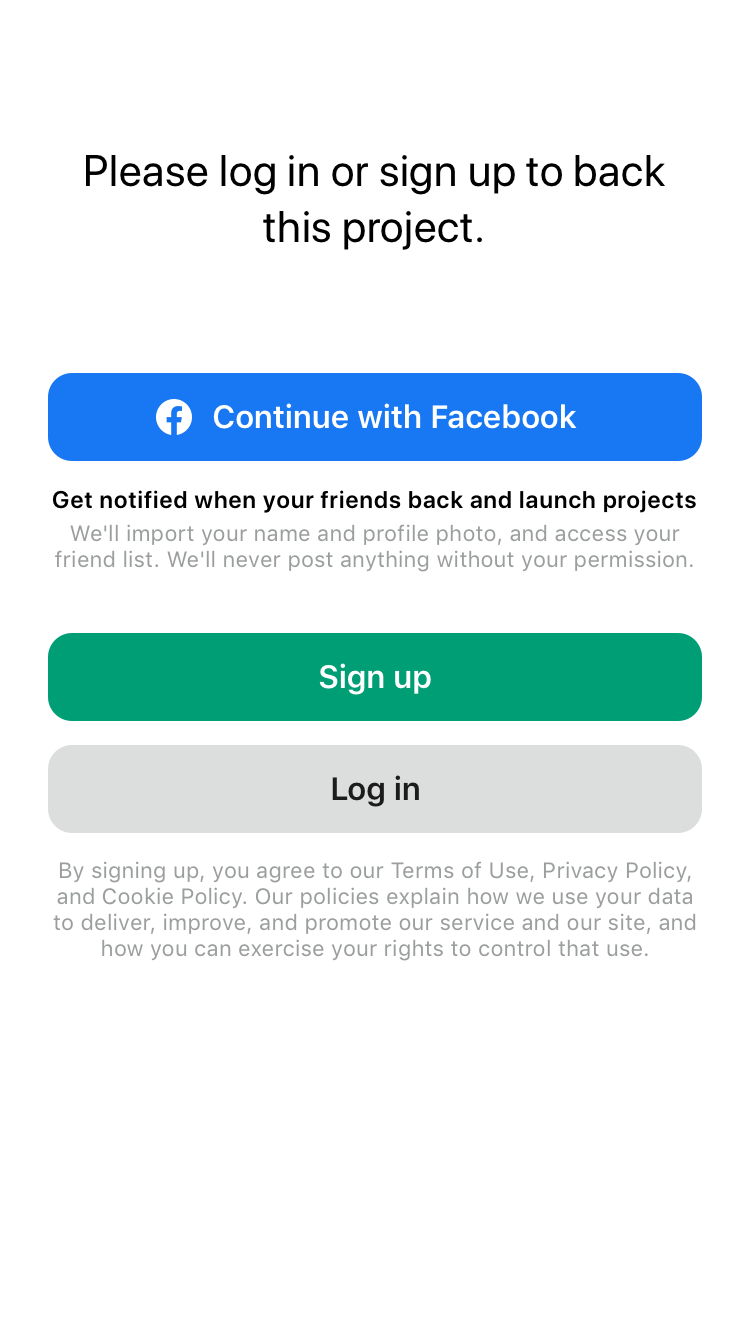 Please log in or sign up to back
this project.
Continue with Facebook
Get notified when your friends back and launch projects
We'll import your name and profile photo, and access your
friend list. We'll never post anything without your permission.
Sign up
Log in
By signing up, you agree to our Terms of Use, Privacy Policy,
and Cookie Policy. Our policies explain how we use your data
to deliver, improve, and promote our service and our site, and
how you can exercise your rights to control that use.